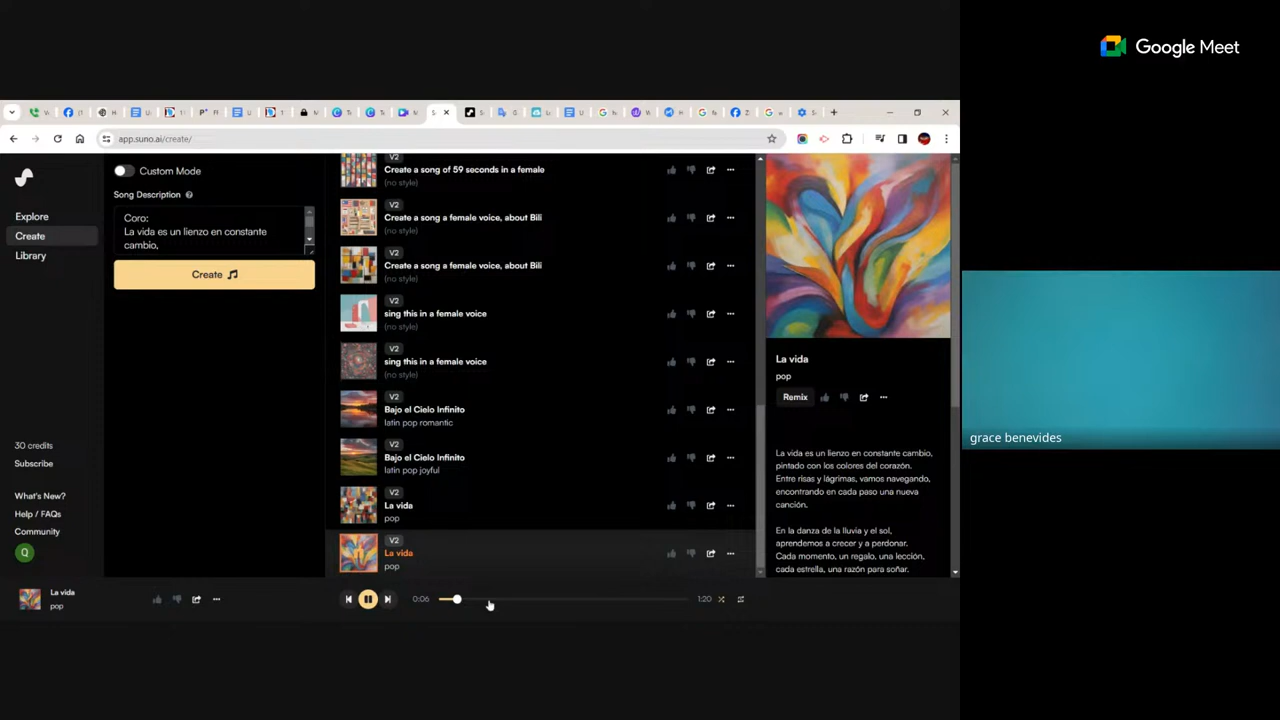 Google Meet
app.suno.ai/create/
Explore
Create
Library
30 credits
Subscribe
What's New?
Help / FAQs
Community
Q
Custom Mode
Song Description
Coro:
La vida es un lienzo en constante
cambio,
Create
V2
Create a song of 59 seconds in a female
(no style)
V2
Create a song a female voice, about Bili
(no style)
V2
Create a song a female voice, about Bili
(no style)
V2
sing this in a female voice
(no style)
V2
sing this in a female voice
(no style)
V2
Bajo el Cielo Infinito
latin pop romantic
V2
Bajo el Cielo Infinito
latin pop joyful
V2
La vida
pop
V2
La vida
pop
La vida
pop
Remix
La vida es un lienzo en constante cambio,
pintado con los colores del corazón.
Entre risas y lágrimas, vamos navegando,
encontrando en cada paso una nueva
canción.
En la danza de la lluvia y el sol,
aprendemos a crecer y a perdonar.
Cada momento, un regalo, una lección,
cada estrella, una razón para soñar.
La vida
pop
0:06
1:20
grace benevides